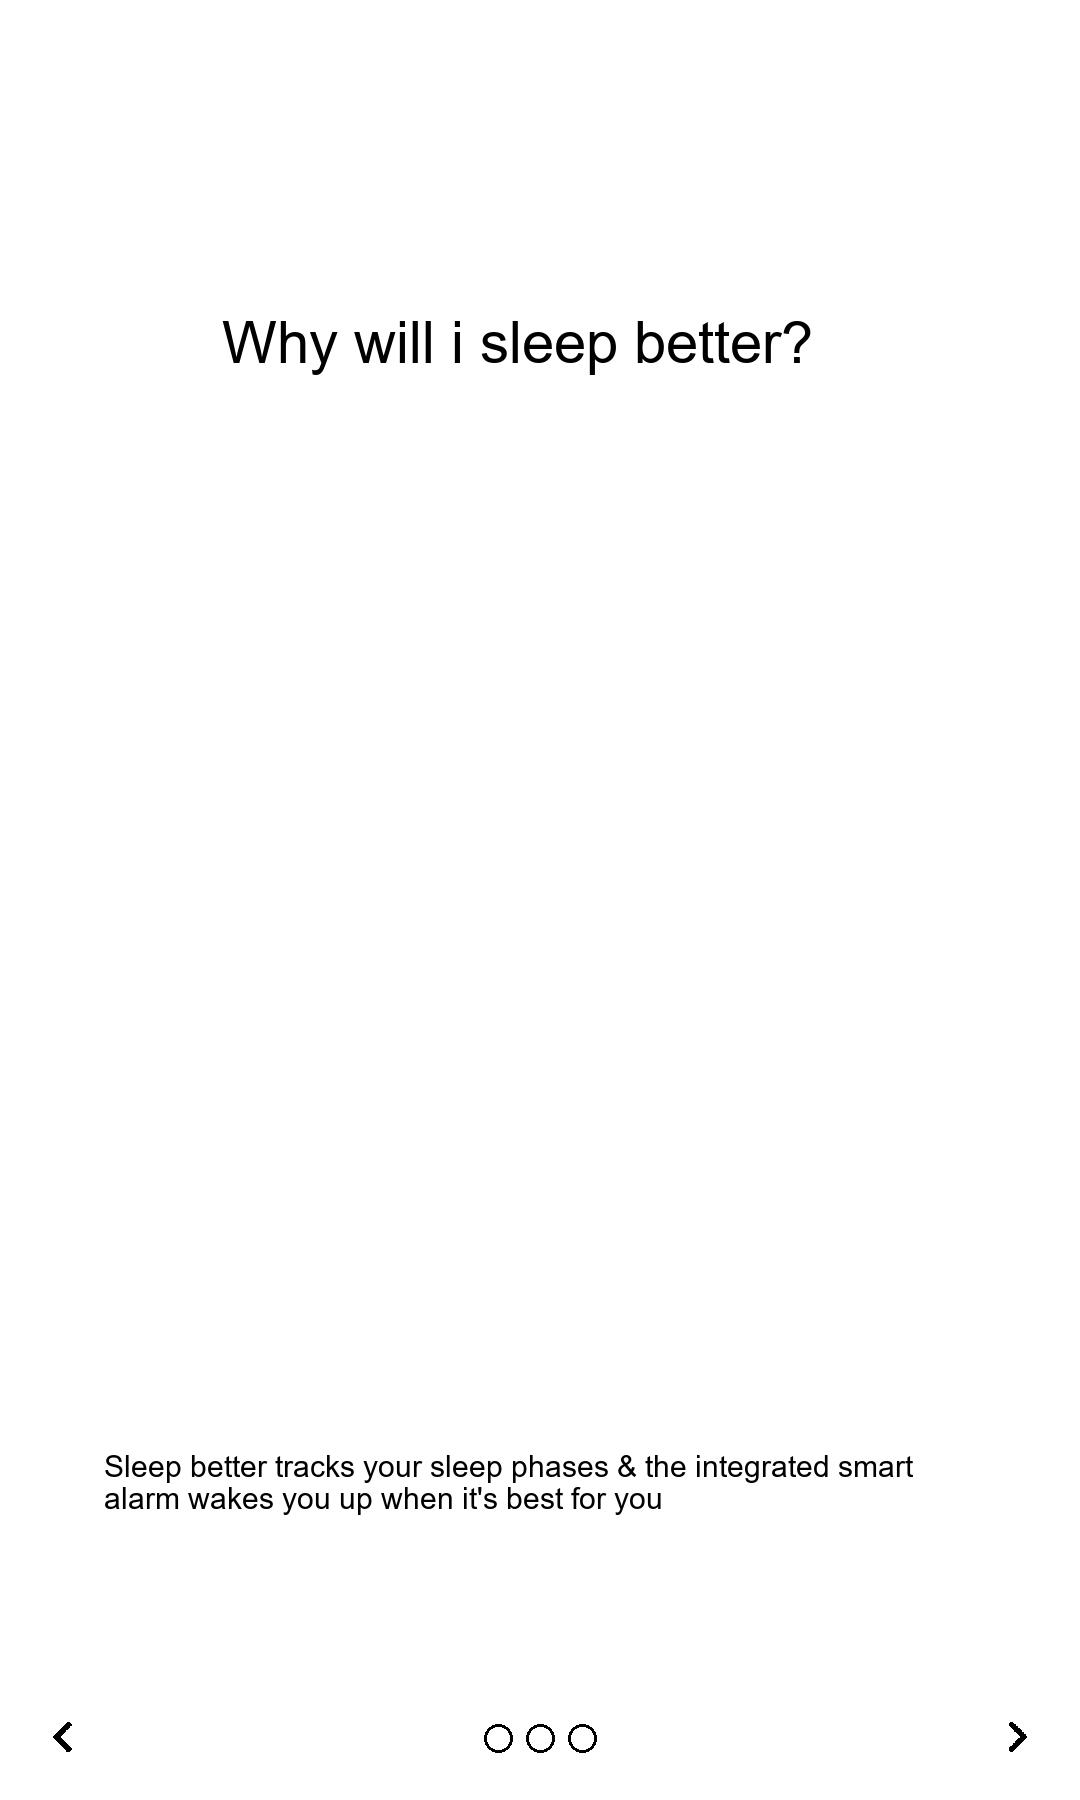 Why will i sleep better?
Sleep better tracks your sleep phases & the integrated smart
alarm wakes you up when it's best for you